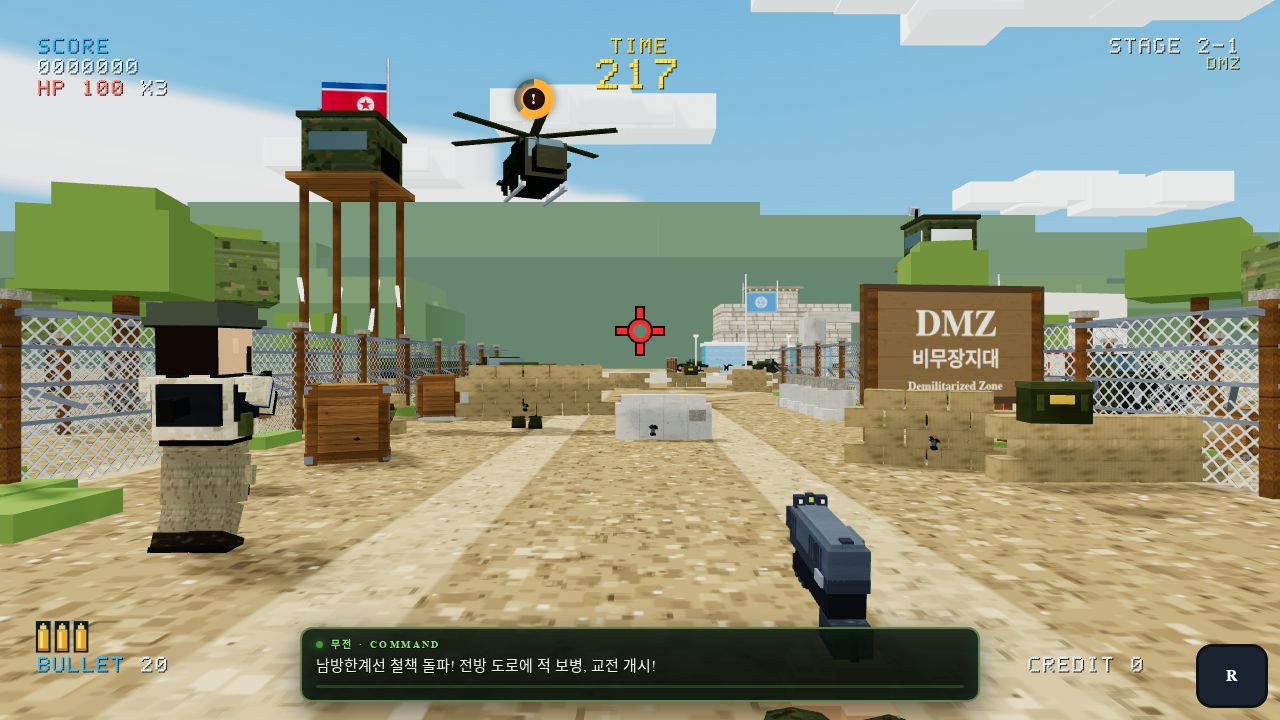 SCORE
0000000
HP 100 X3
TIME
217
STAGE 2-1
DMZ
!
DMZ
비무장지대
Demilitarized Zone
BULLET 20
무전 · COMMAND
남방한계선 철책 돌파! 전방 도로에 적 보병, 교전 개시!
CREDIT 0
R